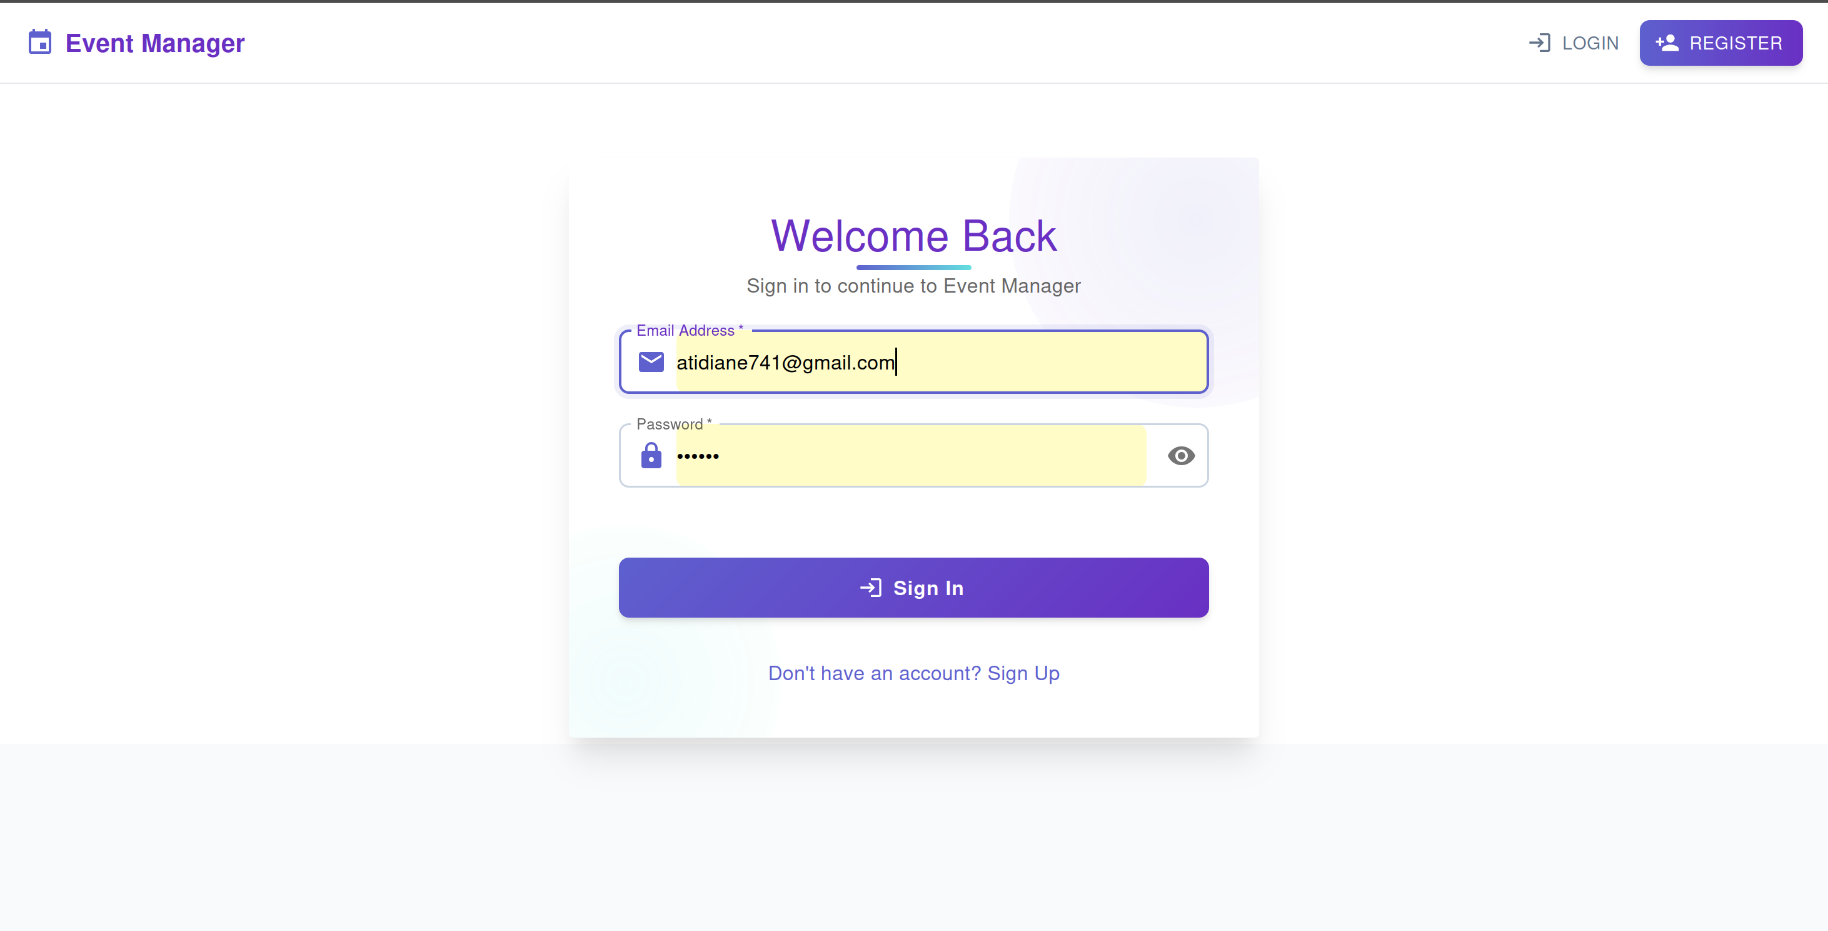 Event Manager
LOGIN
REGISTER
Welcome Back
Sign in to continue to Event Manager
Email Address *
atidiane741@gmail.com
Password *
••••••
Sign In
Don't have an account? Sign Up